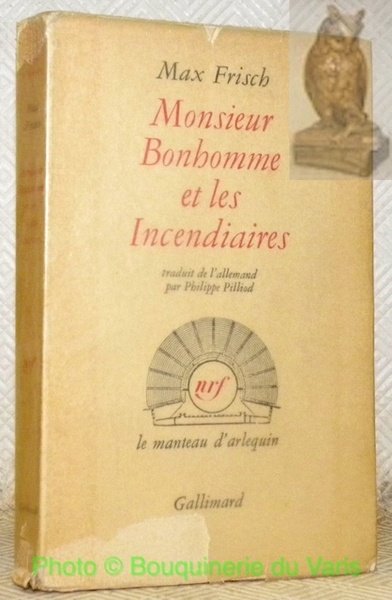 Max Frisch
Monsieur
Bonhomme
et les
Incendiaires
traduit de l'allemand
par Philippe Pilliod
nrf
le manteau d'arlequin
Gallimard
Photo © Bouquinerie du Varis